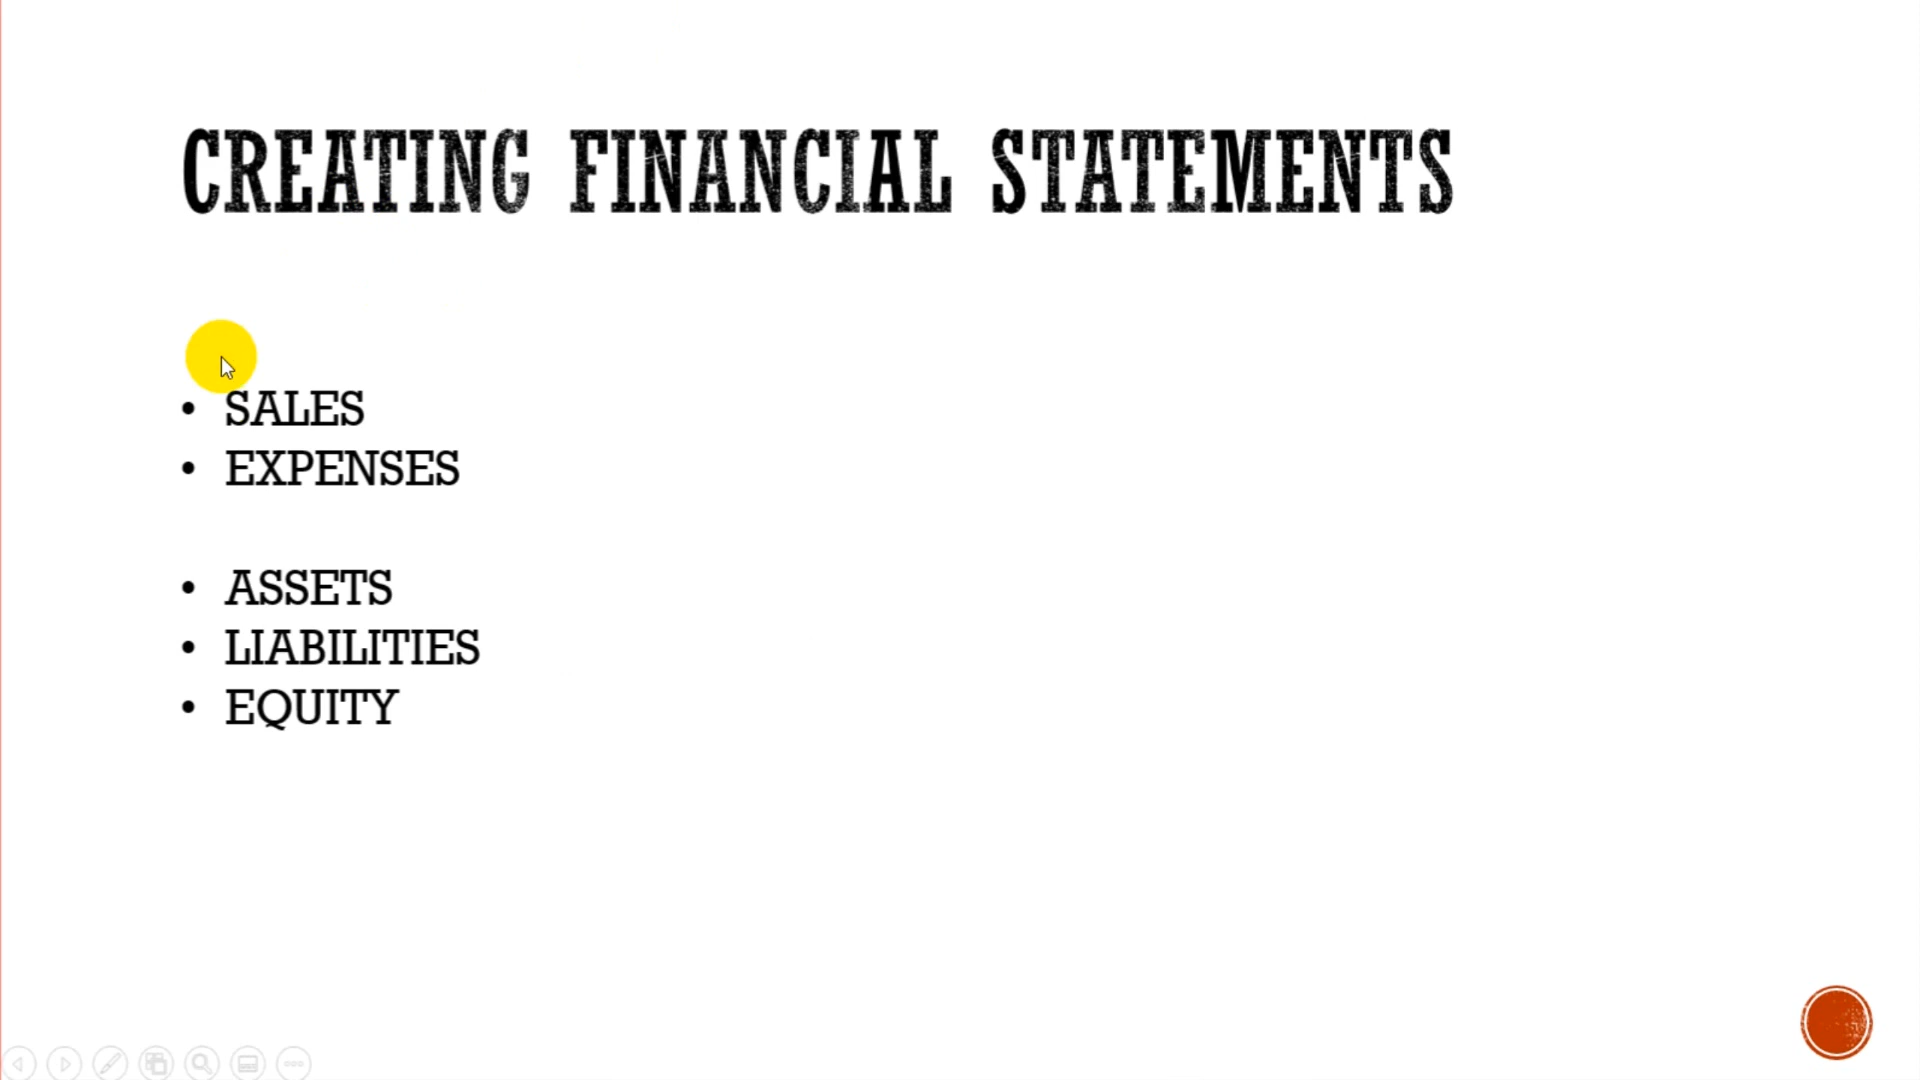 CREATING FINANCIAL STATEMENTS
• SALES
• EXPENSES
• ASSETS
• LIABILITIES
• EQUITY